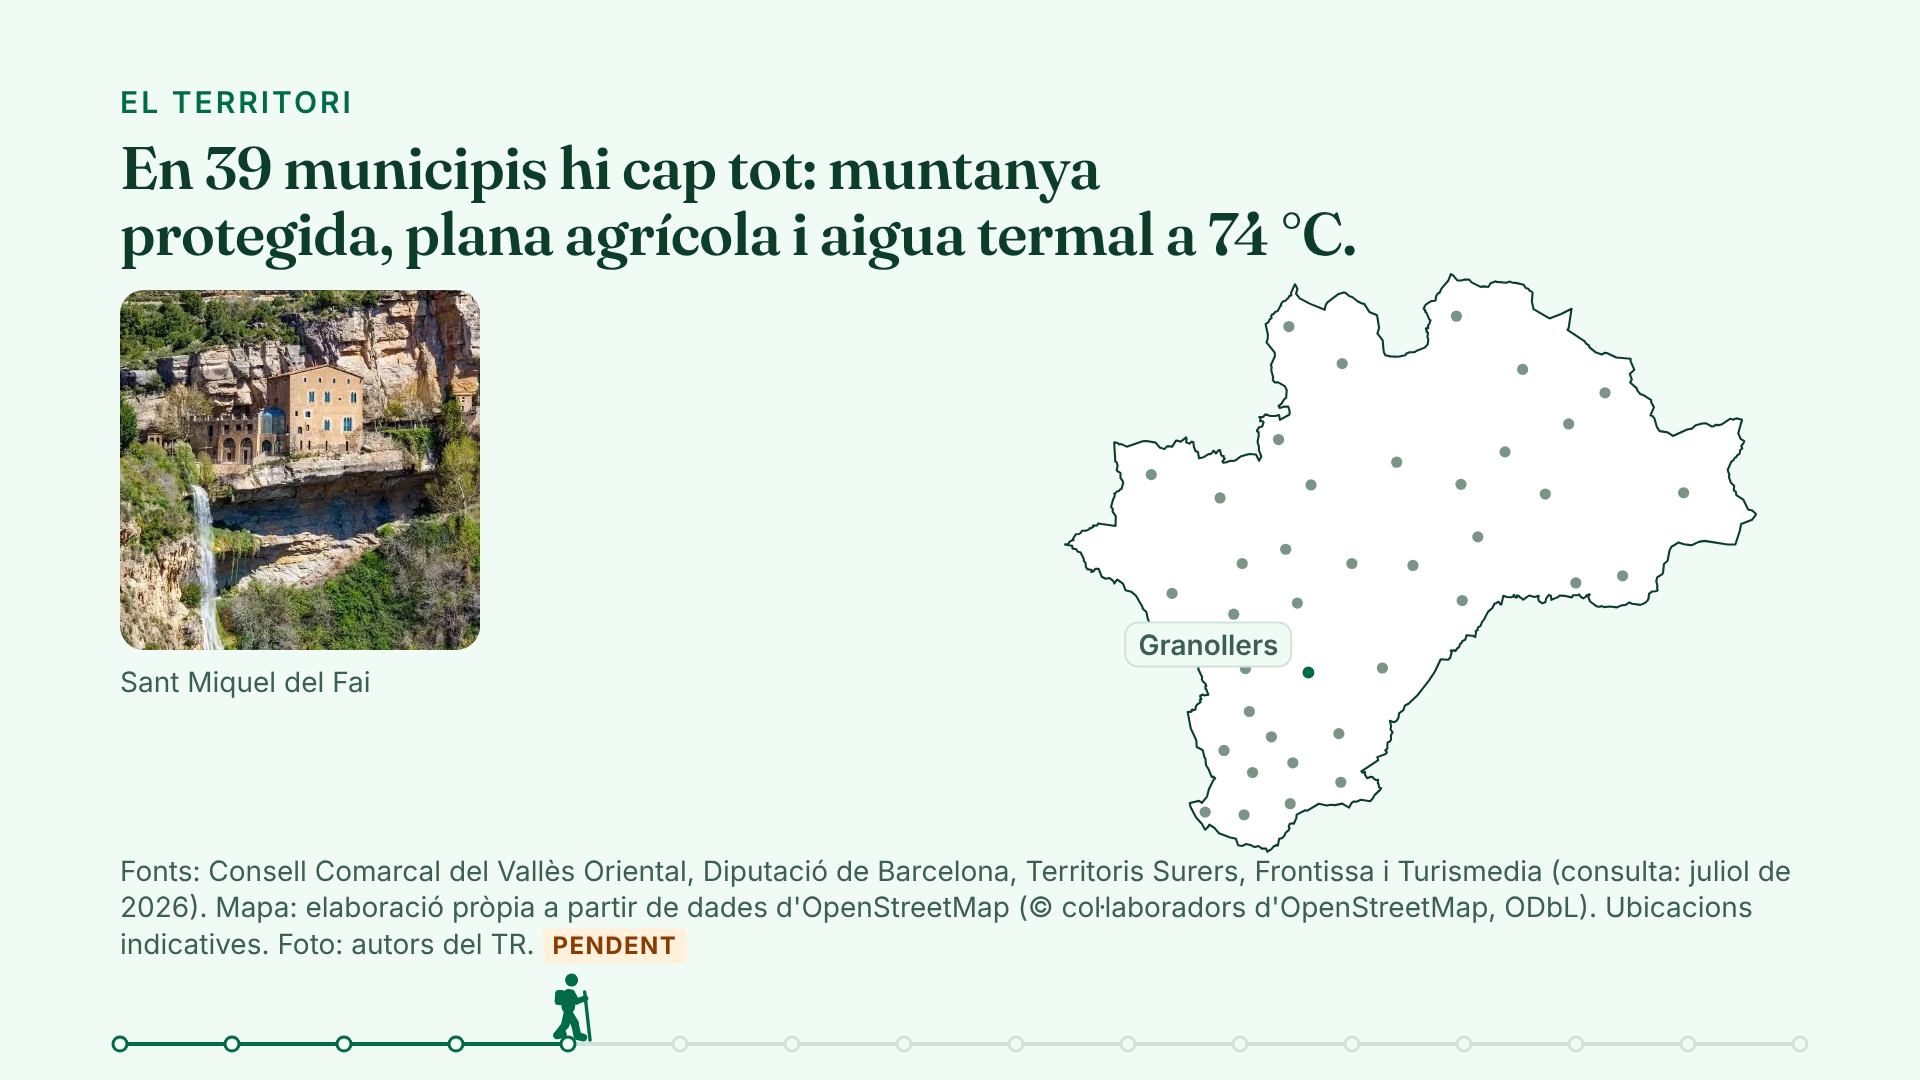 EL TERRITORI
En 39 municipis hi cap tot: muntanya
protegida, plana agrícola i aigua termal a 74 °C.
Sant Miquel del Fai
Granollers
Fonts: Consell Comarcal del Vallès Oriental, Diputació de Barcelona, Territoris Surers, Frontissa i Turismedia (consulta: juliol de
2026). Mapa: elaboració pròpia a partir de dades d'OpenStreetMap (© col·laboradors d'OpenStreetMap, ODbL). Ubicacions
indicatives. Foto: autors del TR. PENDENT